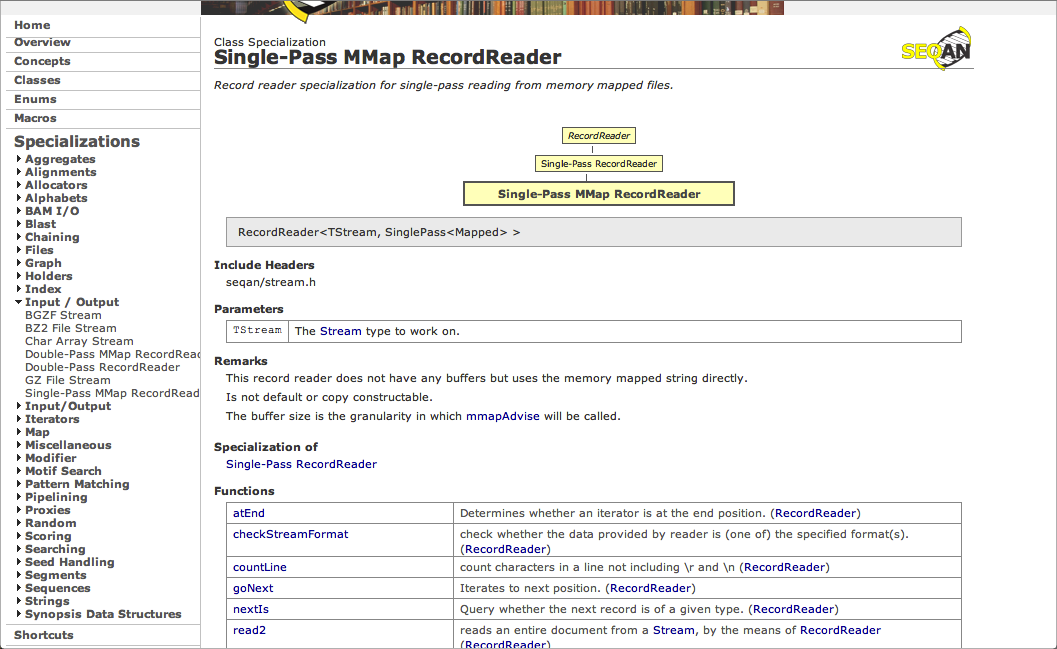 Home
Overview
Concepts
Classes
Enums
Macros
Specializations
Aggregates
Alignments
Allocators
Alphabets
BAM I/O
Blast
Chaining
Files
Graph
Holders
Index
Input / Output
BGZF Stream
BZ2 File Stream
Char Array Stream
Double-Pass MMap RecordRead
Double-Pass RecordReader
GZ File Stream
Single-Pass MMap RecordRead
Input/Output
Iterators
Map
Miscellaneous
Modifier
Motif Search
Pattern Matching
Pipelining
Proxies
Random
Scoring
Searching
Seed Handling
Segments
Sequences
Strings
Synopsis Data Structures
Shortcuts
Class Specialization
Single-Pass MMap RecordReader
SEQAN
Record reader specialization for single-pass reading from memory mapped files.
RecordReader
Single-Pass RecordReader
Single-Pass MMap RecordReader
RecordReader<TStream, SinglePass<Mapped> >
Include Headers
seqan/stream.h
Parameters
TStream The Stream type to work on.
Remarks
This record reader does not have any buffers but uses the memory mapped string directly.
Is not default or copy constructable.
The buffer size is the granularity in which mmapAdvise will be called.
Specialization of
Single-Pass RecordReader
Functions
atEnd Determines whether an iterator is at the end position. (RecordReader)
checkStreamFormat check whether the data provided by reader is (one of) the specified format(s).
(RecordReader)
countLine count characters in a line not including \r and \n (RecordReader)
goNext Iterates to next position. (RecordReader)
nextIs Query whether the next record is of a given type. (RecordReader)
read2 reads an entire document from a Stream, by the means of RecordReader
(RecordReader)